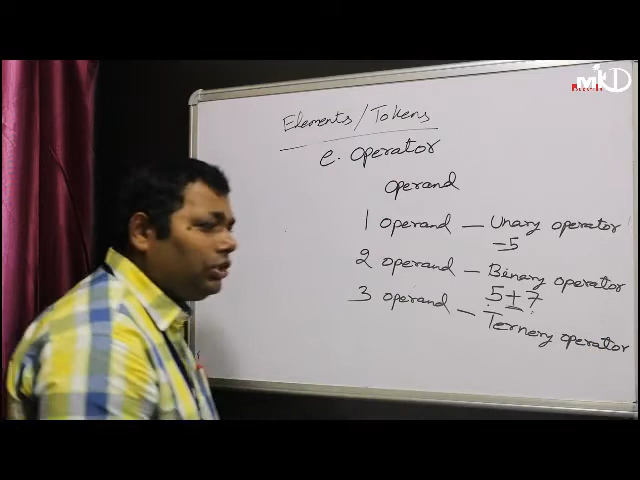 Elements/Tokens
e. operator
operand
1 operand — Unary operator
-5
2 operand — Binary operator
5+7
3 operand — Ternery operator